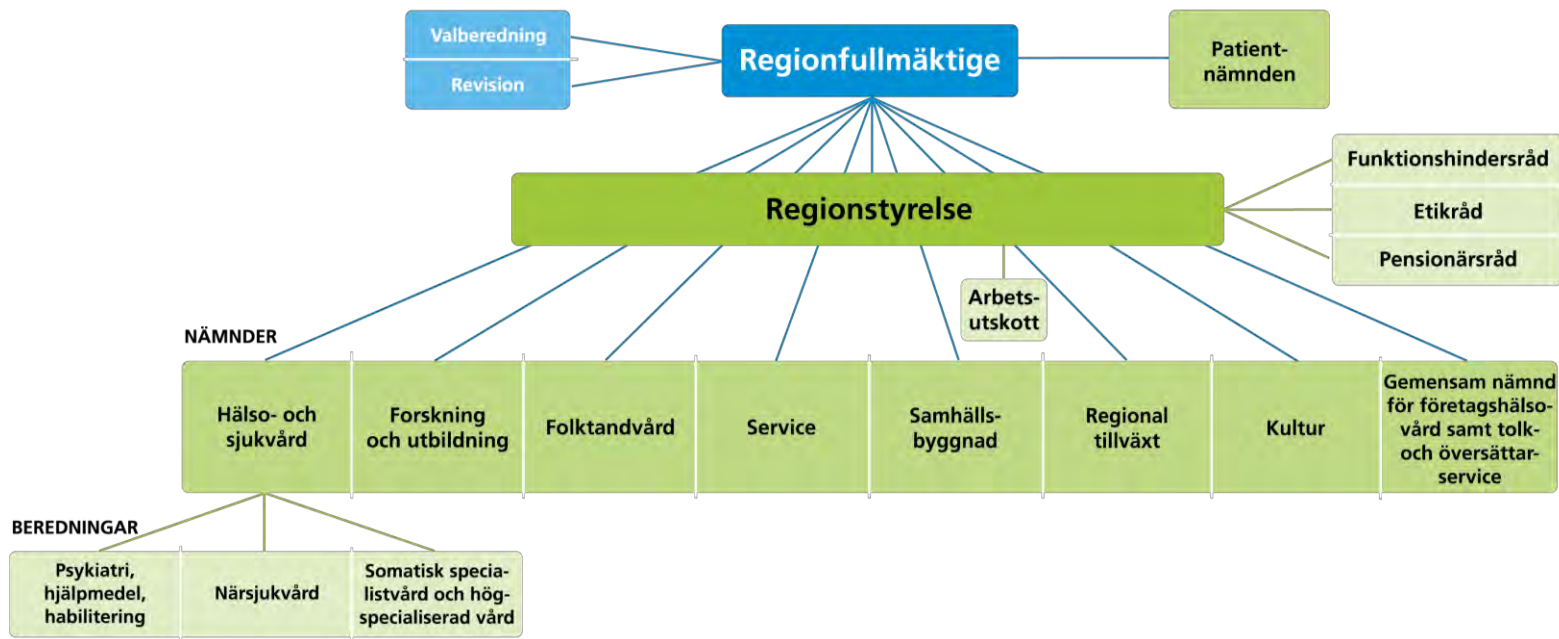 Valberedning
Revision
Regionfullmäktige
Patient-
nämnden
Funktionshindersråd
Etikråd
Pensionärsråd
Regionstyrelse
Arbets-
utskott
NÄMNDER
Hälso- och
sjukvård
Forskning
och utbildning
Folktandvård
Service
Samhälls-
byggnad
Regional
tillväxt
Kultur
Gemensam nämnd
för företagshälso-
vård samt tolk-
och översättar-
service
BEREDNINGAR
Psykiatri,
hjälpmedel,
habilitering
Närsjukvård
Somatisk specia-
listvård och hög-
specialiserad vård